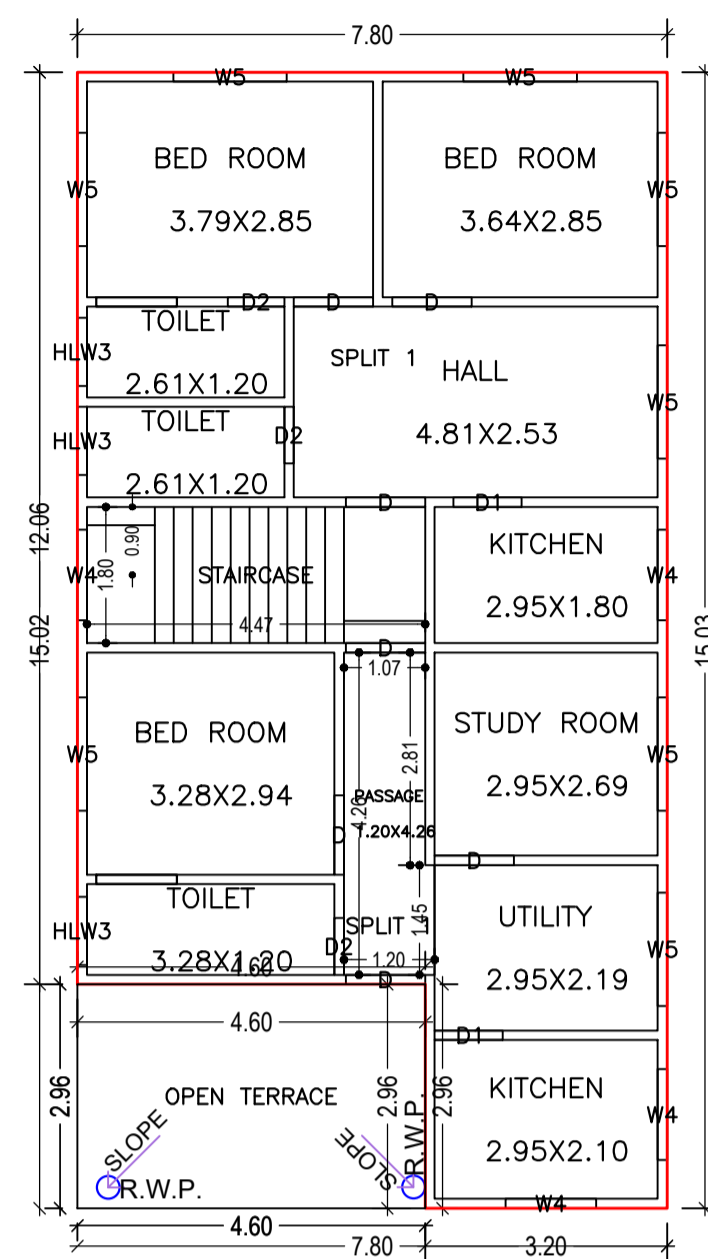 7.80
W5 W5
BED ROOM BED ROOM
W5 W5
3.79X2.85 3.64X2.85
D2 D D
TOILET
HLW3 SPLIT 1 HALL
2.61X1.20
W5
TOILET
HLW3 D2 4.81X2.53
2.61X1.20
D D1
12.06
0.90 KITCHEN
W4 1.80 STAIRCASE W4
2.95X1.80
4.47
15.02 15.03
D
1.07
BED ROOM STUDY ROOM
W5 2.81 W5
3.28X2.94 2.95X2.69
PASSAGE
4.26
D 1.20X4.26
D
TOILET UTILITY
HLW3 SPLIT 1.45
D2 W5
3.28X1.20 1.20 2.95X2.19
4.60
D
4.60
D1
2.96 OPEN TERRACE 2.96 2.96 KITCHEN
W4
SLOPE SLOPE R.W.P.
2.95X2.10
R.W.P.
W4
4.60
7.80 3.20